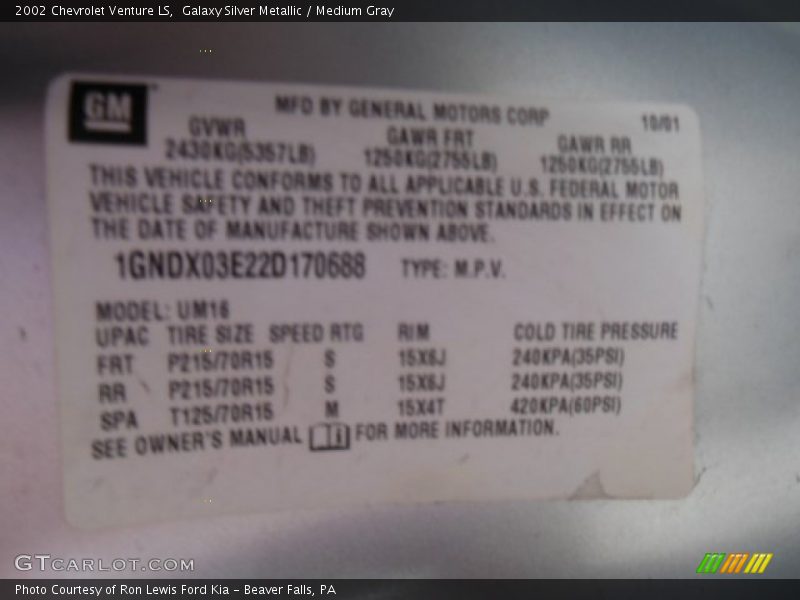 2002 Chevrolet Venture LS,  Galaxy Silver Metallic / Medium Gray
GM
MFD BY GENERAL MOTORS CORP 10/01
GVWR GAWR FRT GAWR RR
2430KG(5357LB) 1250KG(2755LB) 1250KG(2755LB)
THIS VEHICLE CONFORMS TO ALL APPLICABLE U.S. FEDERAL MOTOR
VEHICLE SAFETY AND THEFT PREVENTION STANDARDS IN EFFECT ON
THE DATE OF MANUFACTURE SHOWN ABOVE.
1GNDX03E22D170688 TYPE: M.P.V.
MODEL: UM16
UPAC TIRE SIZE SPEED RTG RIM COLD TIRE PRESSURE
FRT P215/70R15 S 15X6J 240KPA(35PSI)
RR P215/70R15 S 15X6J 240KPA(35PSI)
SPA T125/70R15 M 15X4T 420KPA(60PSI)
SEE OWNER'S MANUAL FOR MORE INFORMATION.
GTCARLOT.COM
Photo Courtesy of Ron Lewis Ford Kia - Beaver Falls, PA